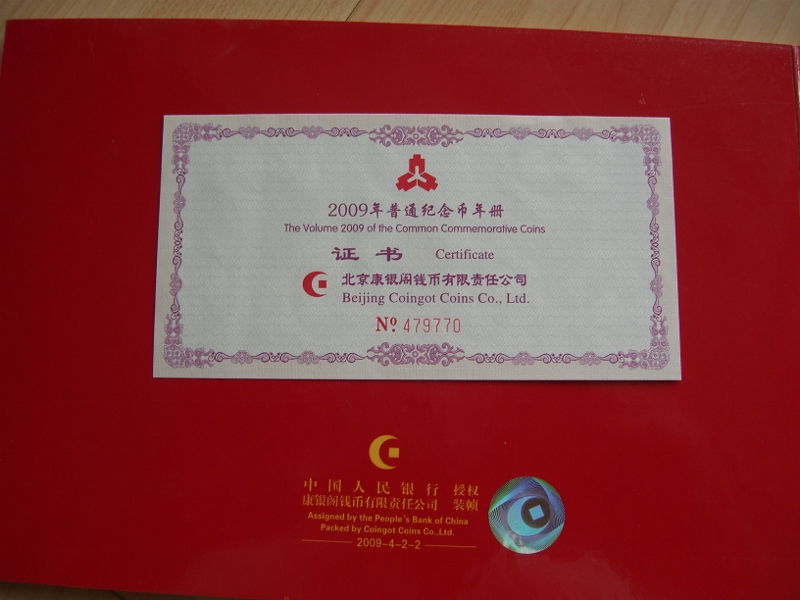 2009年普通纪念币年册
The Volume 2009 of the Common Commemorative Coins
证书 Certificate
北京康银阁钱币有限责任公司
Beijing Coingot Coins Co., Ltd.
Nº 479770
中国人民银行 授权
康银阁钱币有限责任公司 装帧
Assigned by the People's Bank of China
Packed by Coingot Coins Co.,Ltd.
2009-4-2-2